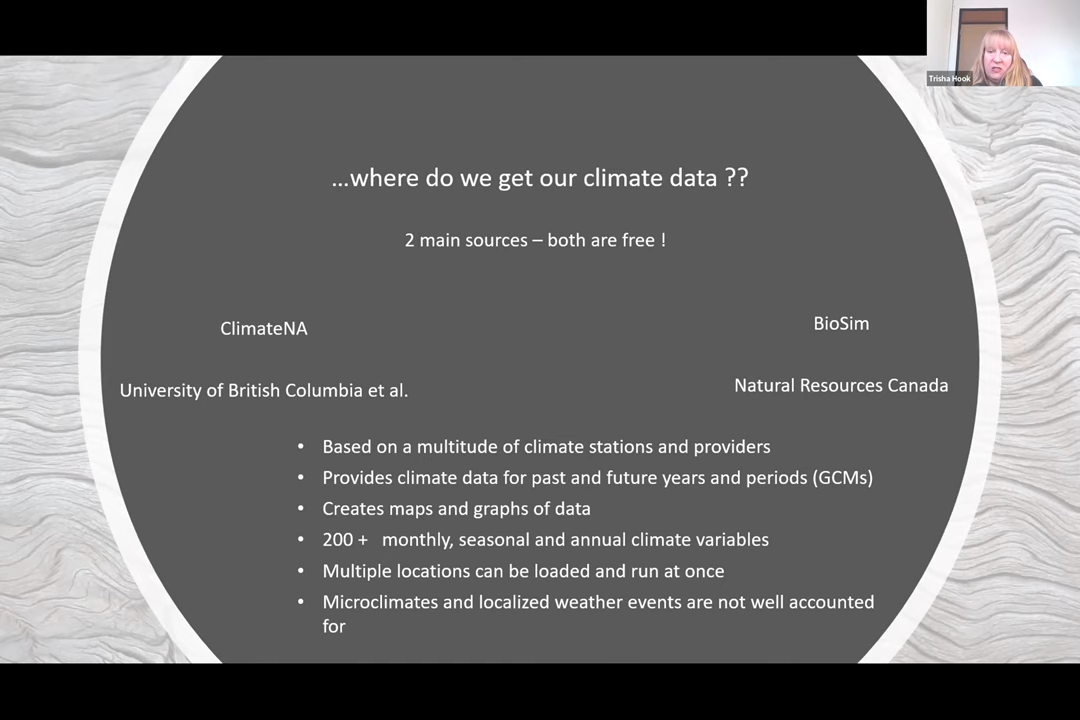 Trisha Hook
...where do we get our climate data ??
2 main sources – both are free !
ClimateNA
BioSim
University of British Columbia et al.
Natural Resources Canada
• Based on a multitude of climate stations and providers
• Provides climate data for past and future years and periods (GCMs)
• Creates maps and graphs of data
• 200 + monthly, seasonal and annual climate variables
• Multiple locations can be loaded and run at once
• Microclimates and localized weather events are not well accounted
for